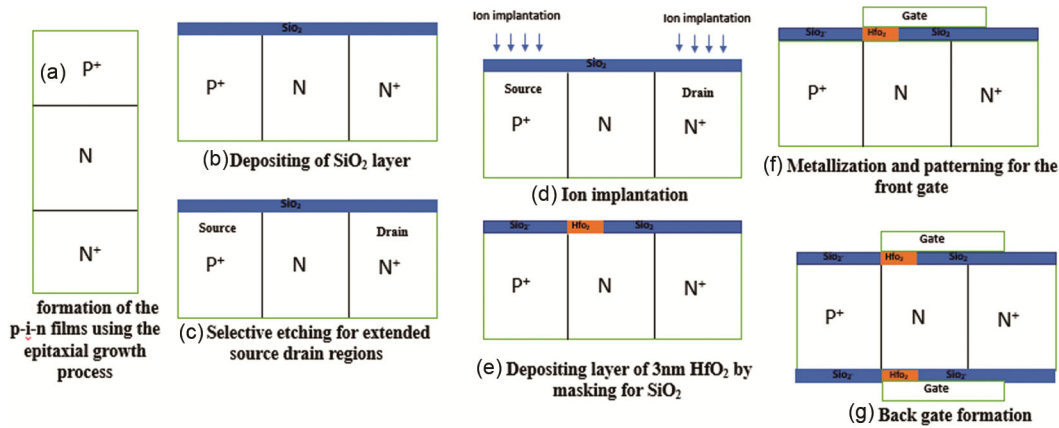 (a)
P+
N
N+
formation of the
p-i-n films using the
epitaxial growth
process
Sio2
P+ N N+
(b) Depositing of SiO2 layer
Sio2
Source Drain
P+ N N+
(c) Selective etching for extended
source drain regions
Ion implantation Ion implantation
Sio2
Source Drain
P+ N N+
(d) Ion implantation
Sio2- Hfo2 Sio2
P+ N N+
(e) Depositing layer of 3nm HfO2 by
masking for SiO2
Gate
Sio2- Hfo2 Sio2
P+ N N+
(f) Metallization and patterning for the
front gate
Gate
Sio2- Hfo2 Sio2
P+ N N+
Sio2- Hfo2 Sio2-
Gate
(g) Back gate formation